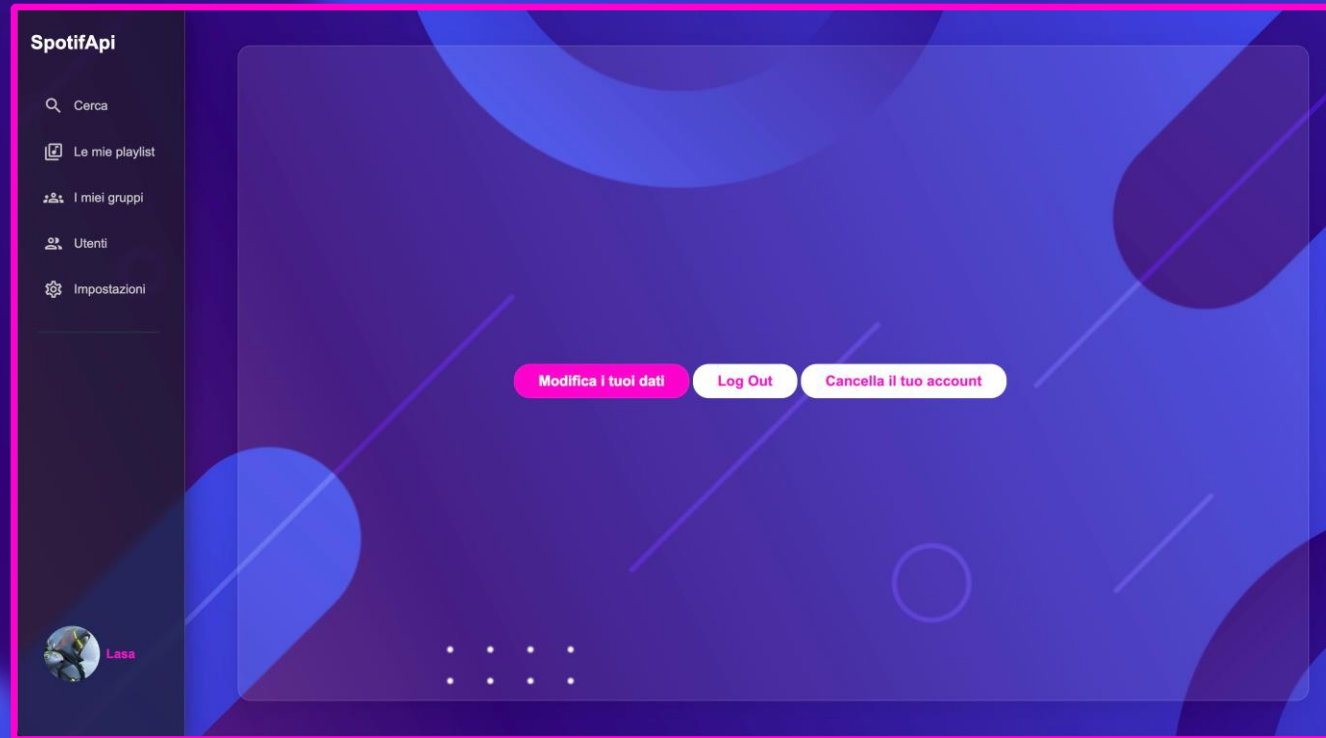 SpotifApi
Cerca
Le mie playlist
I miei gruppi
Utenti
Impostazioni
Modifica i tuoi dati
Log Out
Cancella il tuo account
Lasa